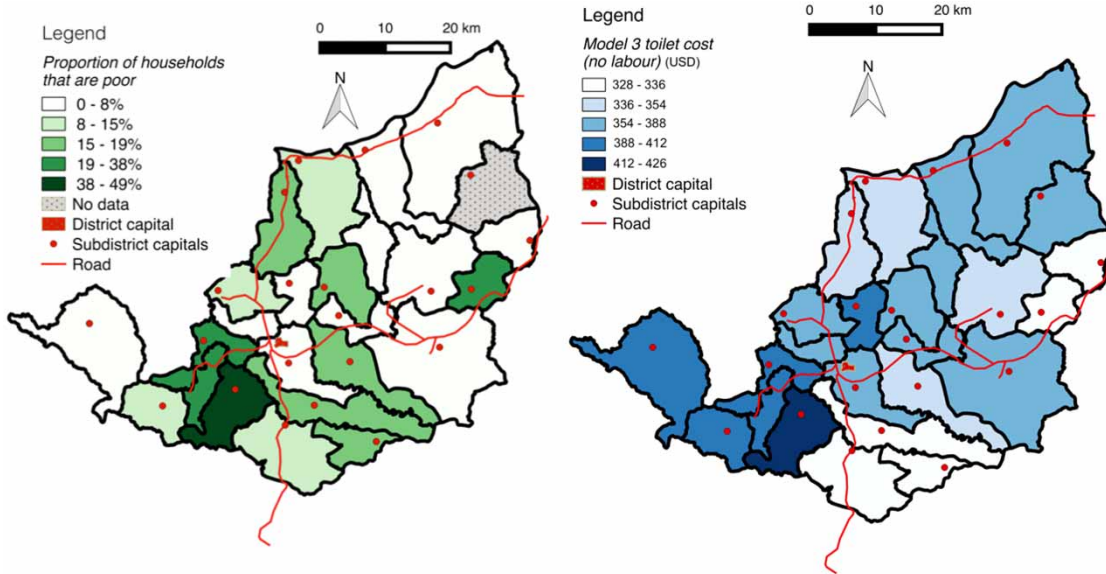 Legend
Proportion of households
that are poor
0 - 8%
8 - 15%
15 - 19%
19 - 38%
38 - 49%
No data
District capital
Subdistrict capitals
Road
0 10 20 km
N
Legend
Model 3 toilet cost
(no labour) (USD)
328 - 336
336 - 354
354 - 388
388 - 412
412 - 426
District capital
Subdistrict capitals
Road
0 10 20 km
N